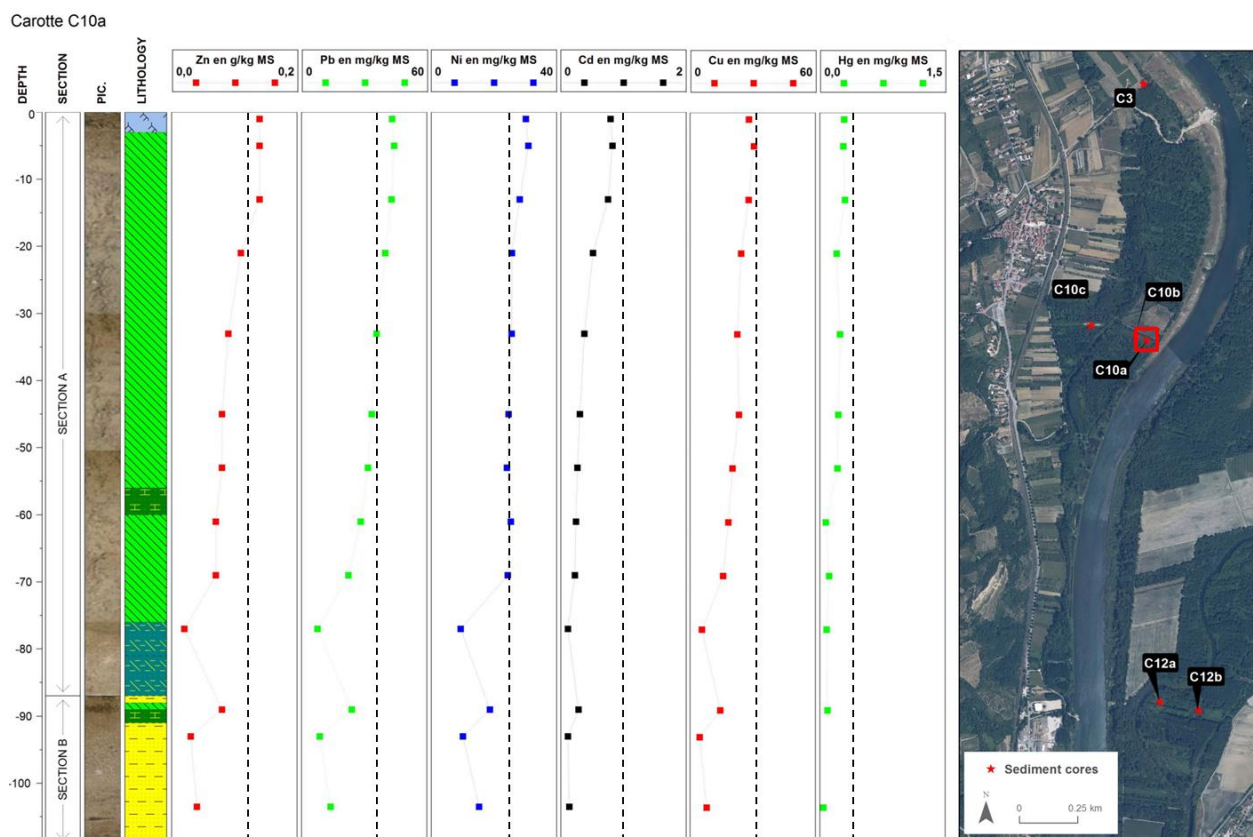 Carotte C10a
DEPTH
SECTION
PIC.
LITHOLOGY
Zn en g/kg MS
0,0 0,2
Pb en mg/kg MS
0 60
Ni en mg/kg MS
0 40
Cd en mg/kg MS
0 2
Cu en mg/kg MS
0 60
Hg en mg/kg MS
0,0 1,5
0
-10
-20
-30
-40
-50
-60
-70
-80
-90
-100
SECTION A
SECTION B
C3
C10c
C10b
C10a
C12a
C12b
Sediment cores
N
0 0.25 km